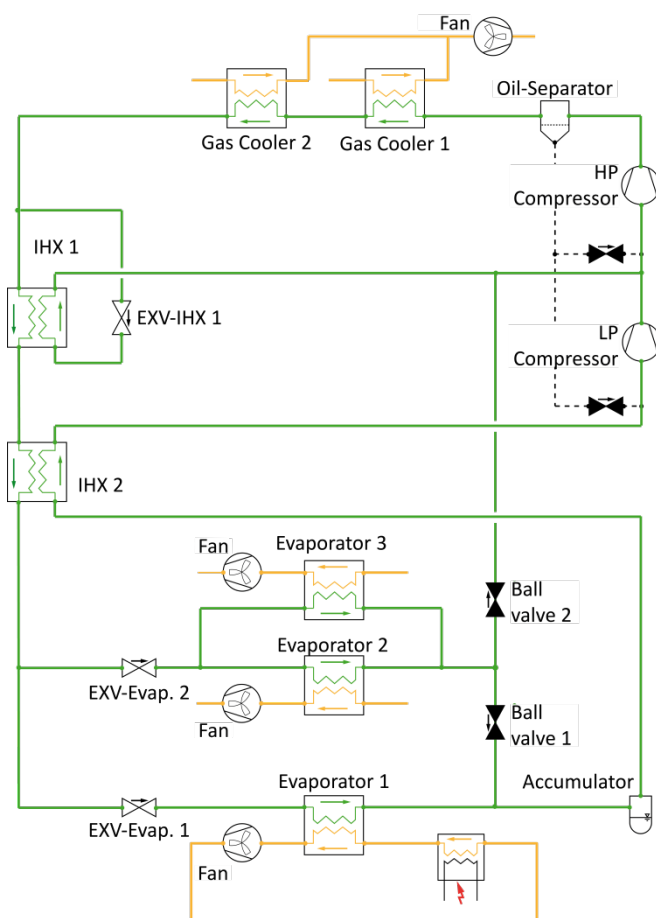 Fan
Oil-Separator
Gas Cooler 2
Gas Cooler 1
HP
Compressor
IHX 1
EXV-IHX 1
LP
Compressor
IHX 2
Fan
Evaporator 3
Ball
valve 2
Evaporator 2
EXV-Evap. 2
Fan
Ball
valve 1
Evaporator 1
Accumulator
EXV-Evap. 1
Fan